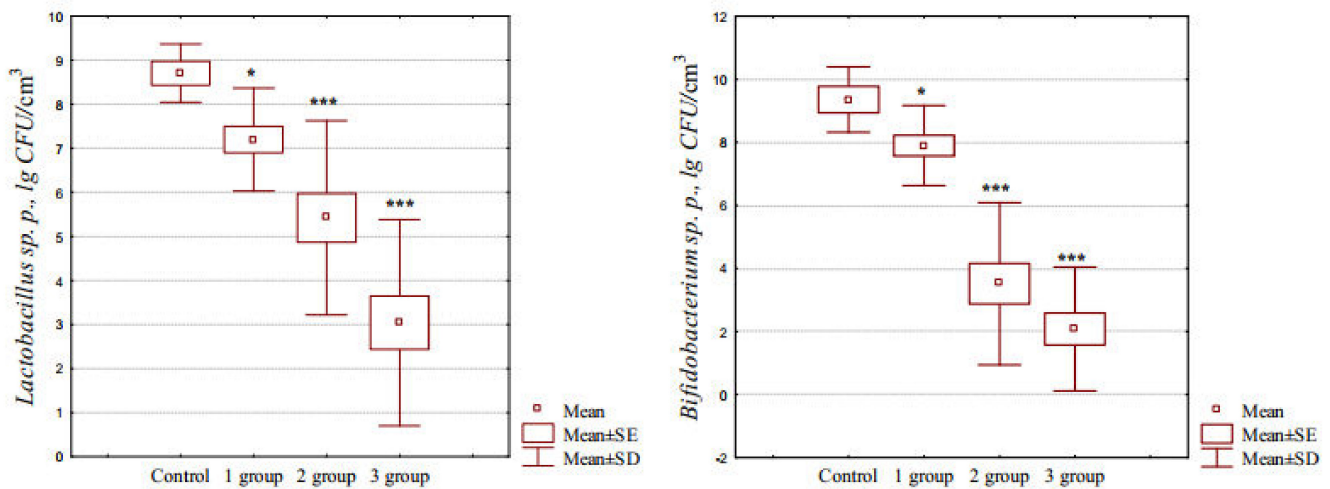 Lactobacillus sp. p., lg CFU/cm³
10
9
8
7
6
5
4
3
2
1
0
*
***
***
Control 1 group 2 group 3 group
Mean
Mean±SE
Mean±SD
Bifidobacterium sp. p., lg CFU/cm³
12
10
8
6
4
2
0
-2
*
***
***
Control 1 group 2 group 3 group
Mean
Mean±SE
Mean±SD